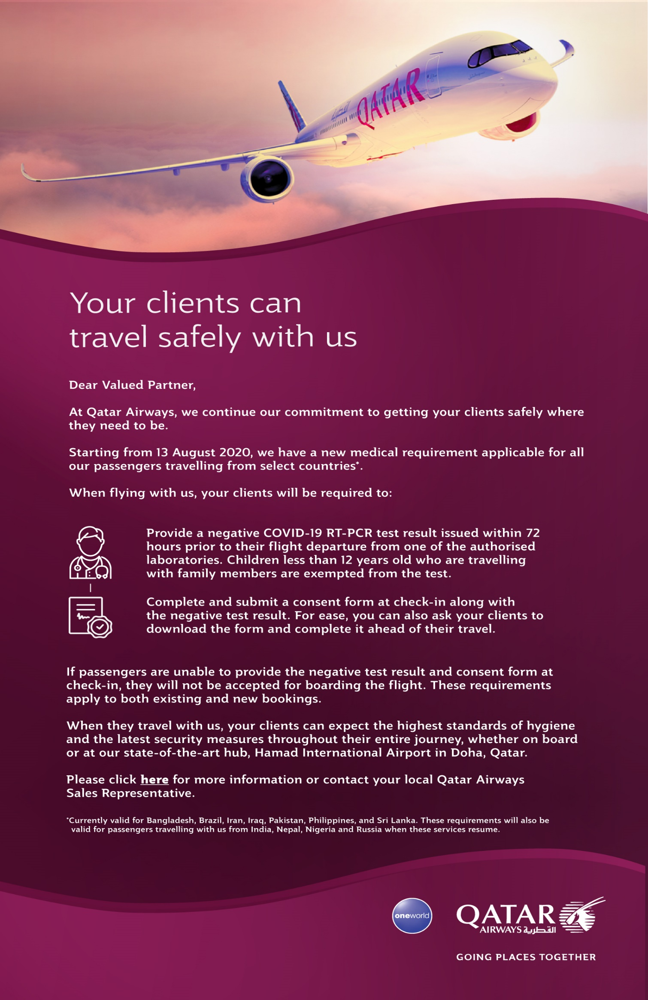 QATAR
القطرية
Your clients can
travel safely with us
Dear Valued Partner,
At Qatar Airways, we continue our commitment to getting your clients safely where
they need to be.
Starting from 13 August 2020, we have a new medical requirement applicable for all
our passengers travelling from select countries*.
When flying with us, your clients will be required to:
Provide a negative COVID-19 RT-PCR test result issued within 72
hours prior to their flight departure from one of the authorised
laboratories. Children less than 12 years old who are travelling
with family members are exempted from the test.
Complete and submit a consent form at check-in along with
the negative test result. For ease, you can also ask your clients to
download the form and complete it ahead of their travel.
If passengers are unable to provide the negative test result and consent form at
check-in, they will not be accepted for boarding the flight. These requirements
apply to both existing and new bookings.
When they travel with us, your clients can expect the highest standards of hygiene
and the latest security measures throughout their entire journey, whether on board
or at our state-of-the-art hub, Hamad International Airport in Doha, Qatar.
Please click here for more information or contact your local Qatar Airways
Sales Representative.
*Currently valid for Bangladesh, Brazil, Iran, Iraq, Pakistan, Philippines, and Sri Lanka. These requirements will also be
valid for passengers travelling with us from India, Nepal, Nigeria and Russia when these services resume.
oneworld
QATAR
AIRWAYS القطرية
GOING PLACES TOGETHER